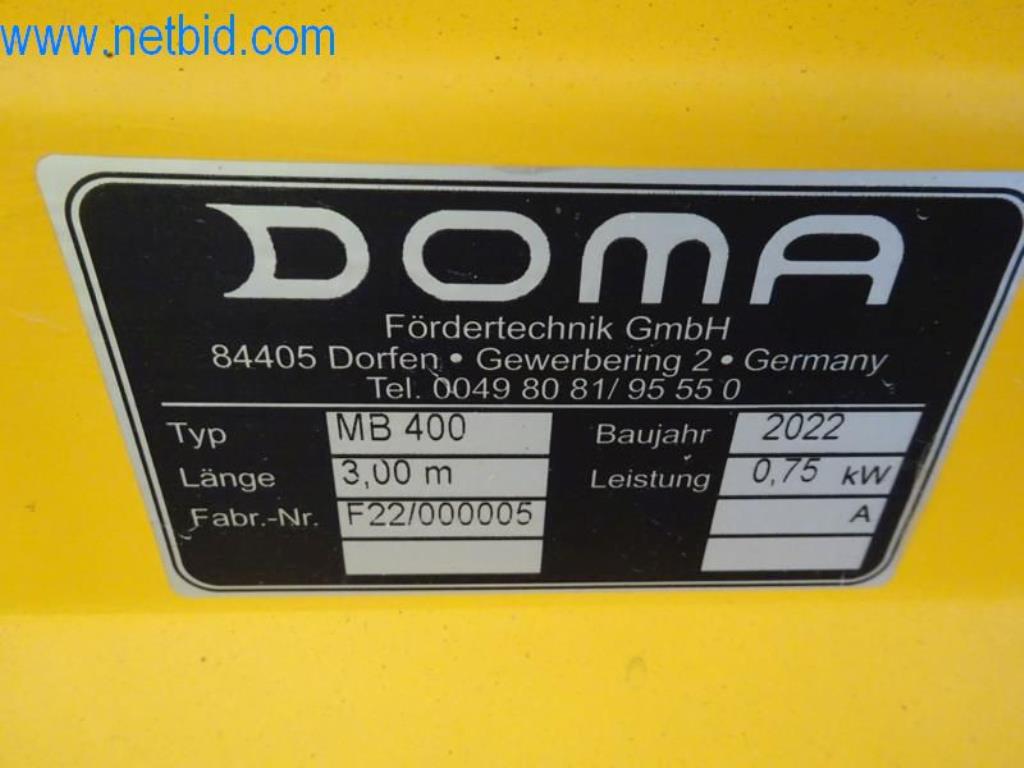 www.netbid.com
DOMA
Fördertechnik GmbH
84405 Dorfen • Gewerbering 2 • Germany
Tel. 0049 80 81/ 95 55 0
Typ MB 400 Baujahr 2022
Länge 3,00 m Leistung 0,75 kW
Fabr.-Nr. F22/000005 A